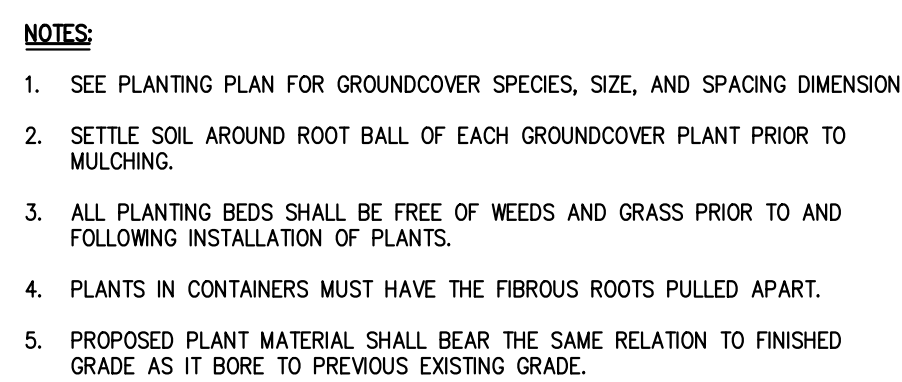 NOTES:
1. SEE PLANTING PLAN FOR GROUNDCOVER SPECIES, SIZE, AND SPACING DIMENSION
2. SETTLE SOIL AROUND ROOT BALL OF EACH GROUNDCOVER PLANT PRIOR TO
MULCHING.
3. ALL PLANTING BEDS SHALL BE FREE OF WEEDS AND GRASS PRIOR TO AND
FOLLOWING INSTALLATION OF PLANTS.
4. PLANTS IN CONTAINERS MUST HAVE THE FIBROUS ROOTS PULLED APART.
5. PROPOSED PLANT MATERIAL SHALL BEAR THE SAME RELATION TO FINISHED
GRADE AS IT BORE TO PREVIOUS EXISTING GRADE.